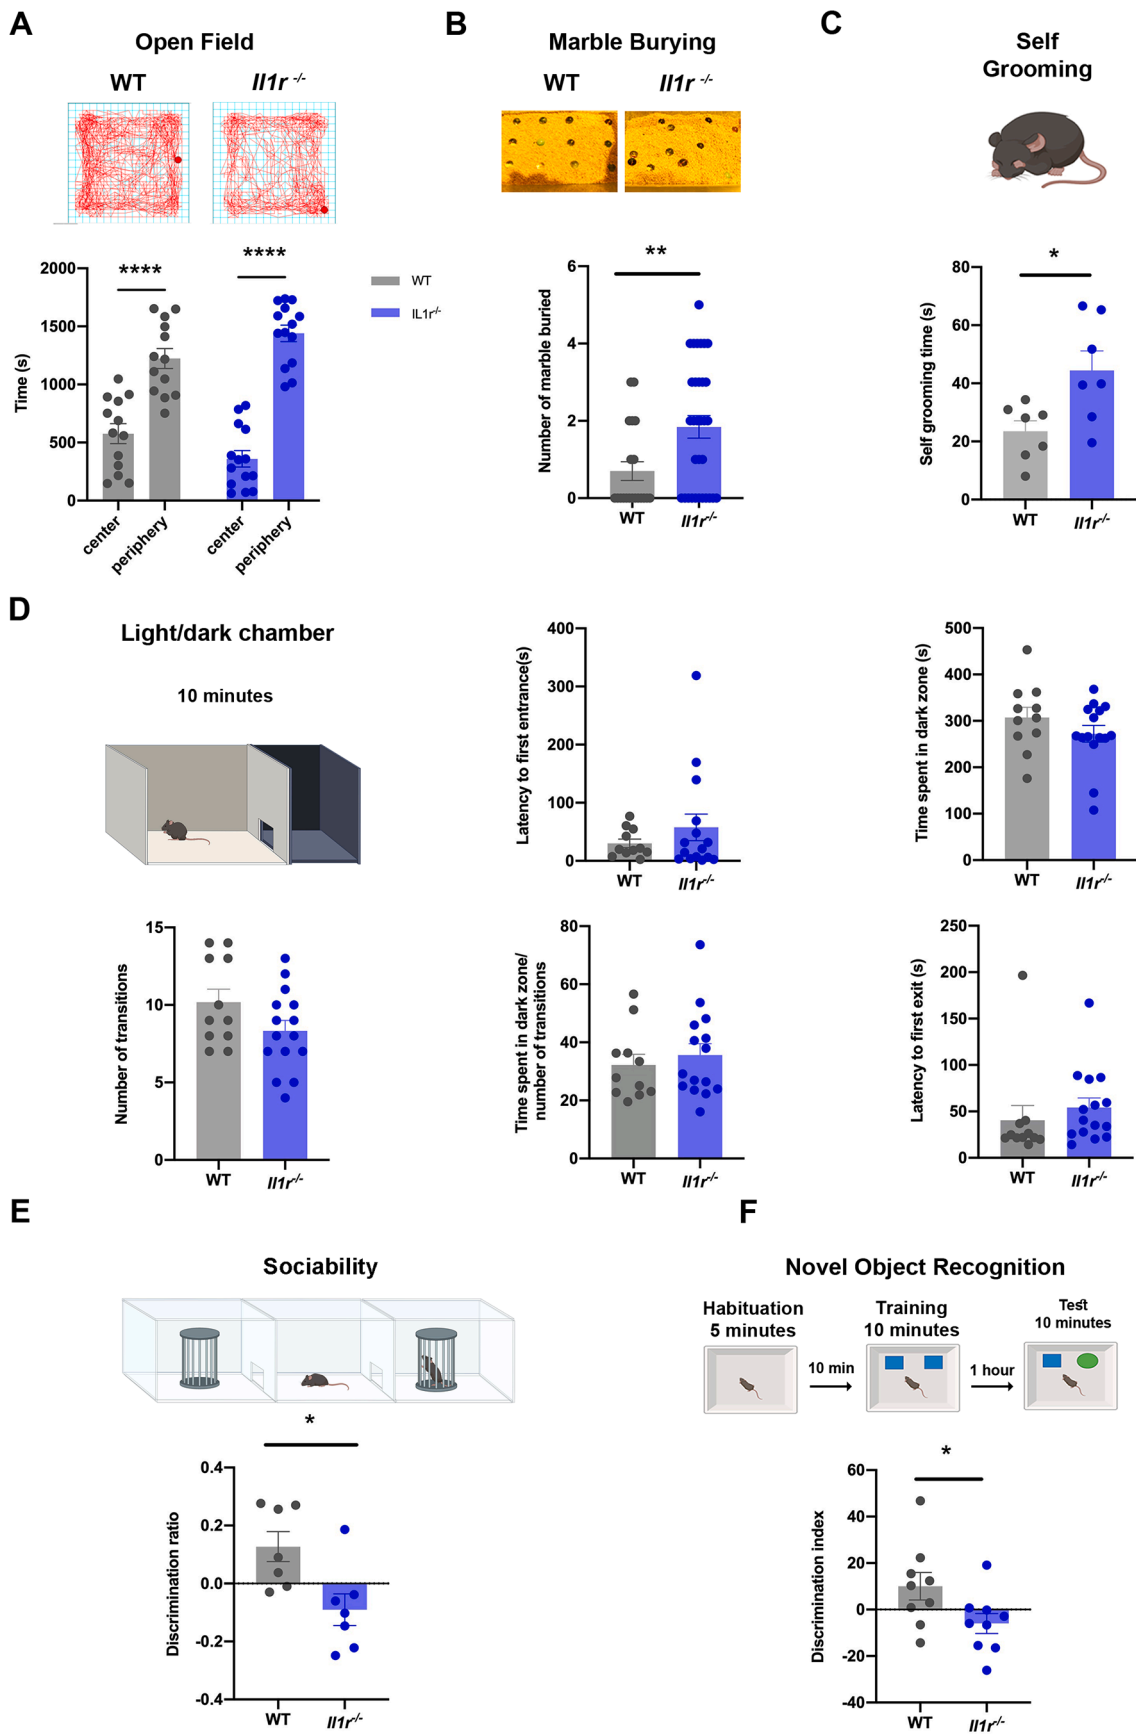 A
Open Field
WT
Il1r -/-
2000
1500
1000
500
0
Time (s)
****
****
center
periphery
center
periphery
WT
IL1r-/-
B
Marble Burying
WT
Il1r -/-
6
4
2
0
Number of marble buried
**
WT
Il1r-/-
C
Self
Grooming
80
60
40
20
0
Self grooming time (s)
*
WT
Il1r-/-
D
Light/dark chamber
10 minutes
400
300
200
100
0
Latency to first entrance(s)
WT
Il1r-/-
500
400
300
200
100
0
Time spent in dark zone (s)
WT
Il1r-/-
15
10
5
0
Number of transitions
WT
Il1r-/-
80
60
40
20
0
Time spent in dark zone/
number of transitions
WT
Il1r-/-
250
200
150
100
50
0
Latency to first exit (s)
WT
Il1r-/-
E
Sociability
*
0.4
0.2
0.0
-0.2
-0.4
Discrimination ratio
WT
Il1r-/-
F
Novel Object Recognition
Habituation
5 minutes
10 min
Training
10 minutes
1 hour
Test
10 minutes
*
60
40
20
0
-20
-40
Discrimination index
WT
Il1r-/-